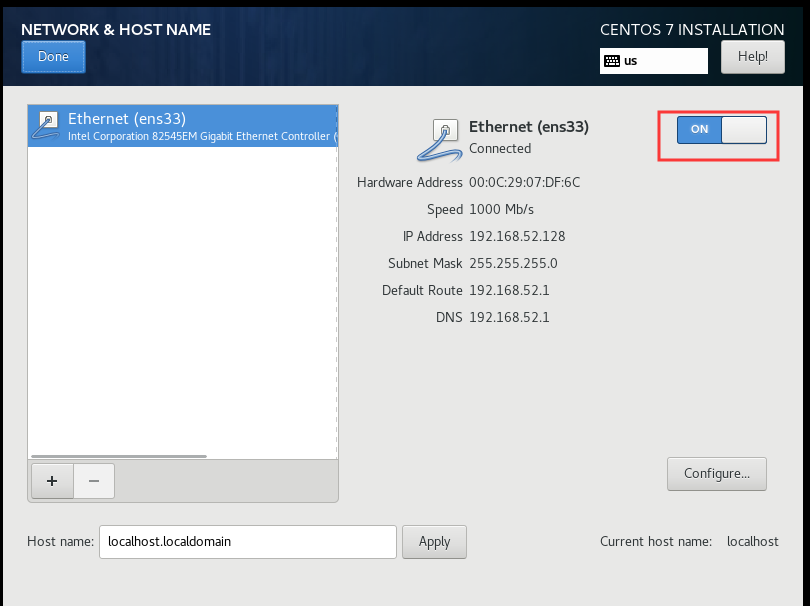 NETWORK & HOST NAME
CENTOS 7 INSTALLATION
Done
us
Help!
Ethernet (ens33)
Intel Corporation 82545EM Gigabit Ethernet Controller (
Ethernet (ens33)
Connected
ON
Hardware Address 00:0C:29:07:DF:6C
Speed 1000 Mb/s
IP Address 192.168.52.128
Subnet Mask 255.255.255.0
Default Route 192.168.52.1
DNS 192.168.52.1
+ −
Configure...
Host name: localhost.localdomain Apply
Current host name: localhost